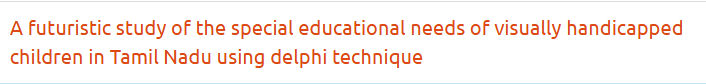 A futuristic study of the special educational needs of visually handicapped
children in Tamil Nadu using delphi technique